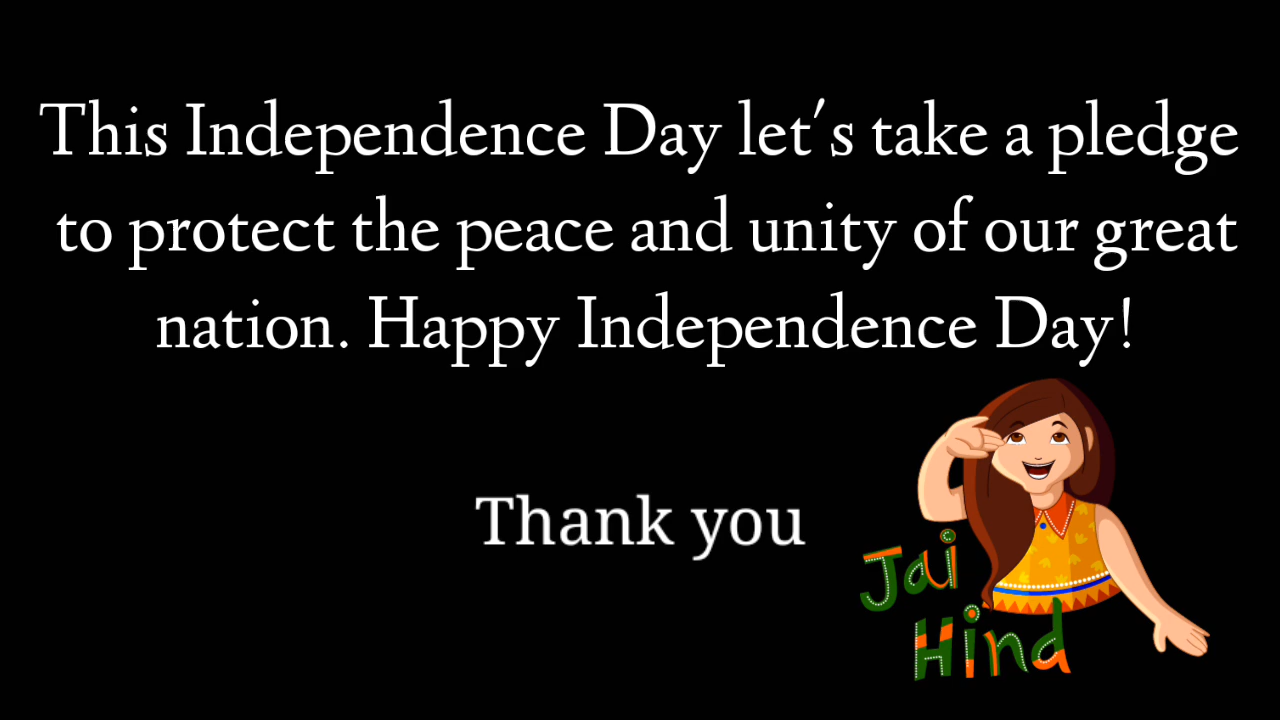 This Independence Day let's take a pledge
to protect the peace and unity of our great
nation. Happy Independence Day!
Thank you
Jai
Hind